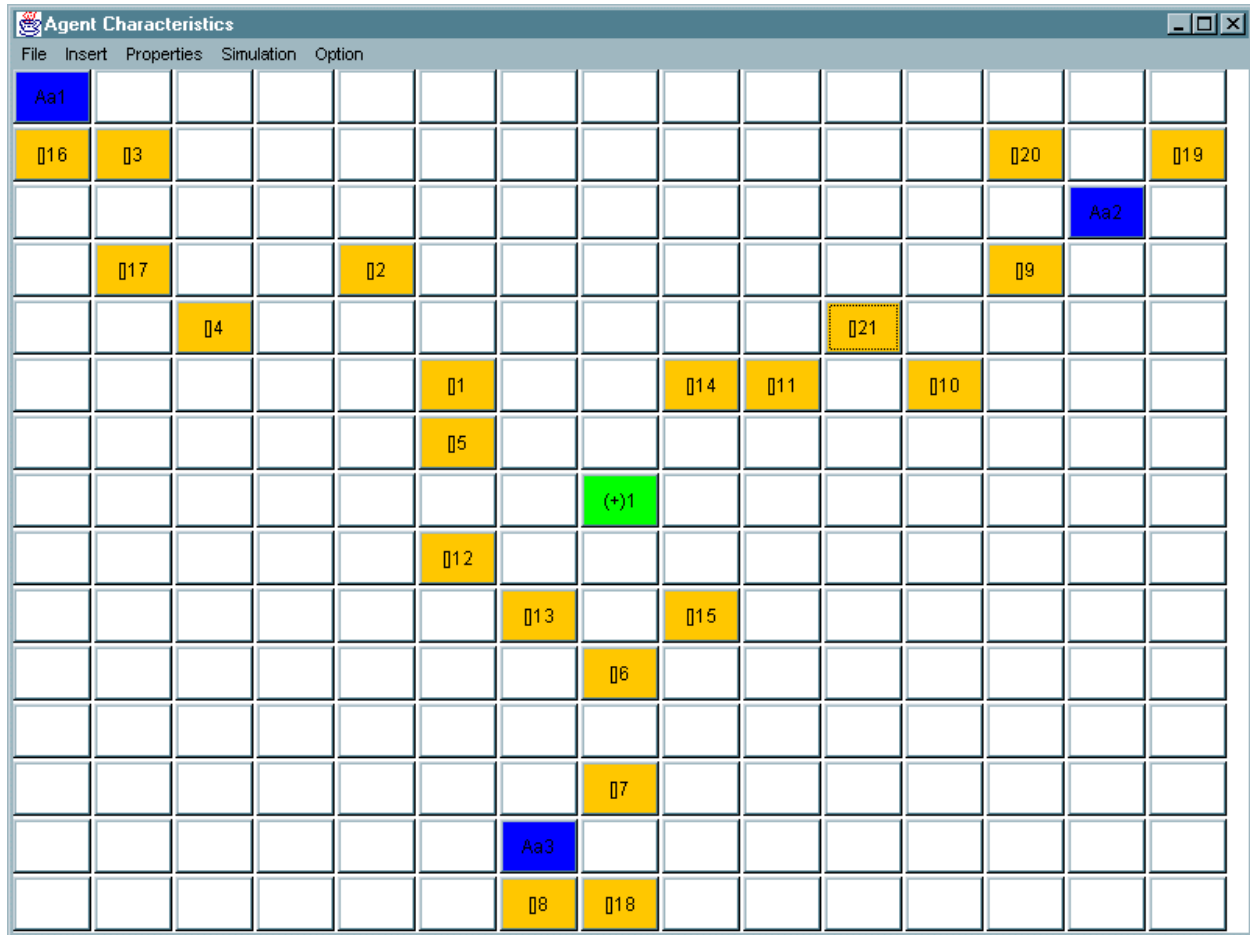 Agent Characteristics
File Insert Properties Simulation Option
Aa1
[]16 []3 []20 []19
Aa2
[]17 []2 []9
[]4 []21
[]1 []14 []11 []10
[]5
(+)1
[]12
[]13 []15
[]6
[]7
Aa3
[]8 []18